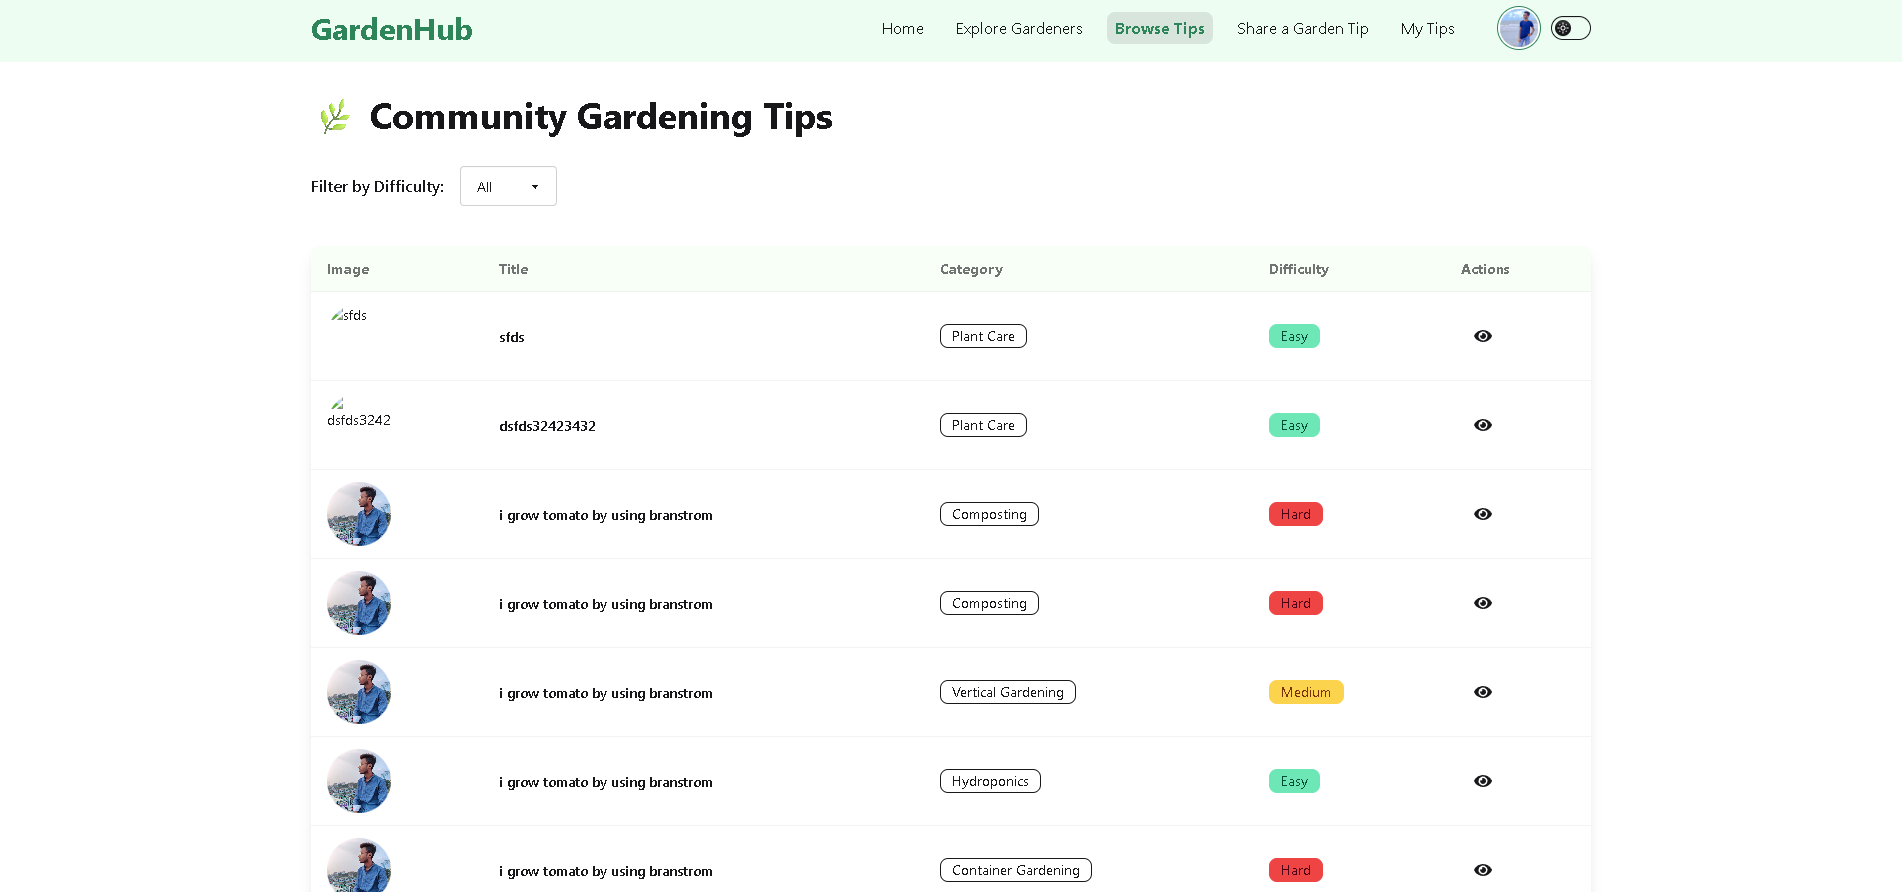 GardenHub Home Explore Gardeners Browse Tips Share a Garden Tip My Tips
Community Gardening Tips
Filter by Difficulty: All
Image Title Category Difficulty Actions
sfds sfds Plant Care Easy
dsfds3242 dsfds32423432 Plant Care Easy
i grow tomato by using branstrom Composting Hard
i grow tomato by using branstrom Composting Hard
i grow tomato by using branstrom Vertical Gardening Medium
i grow tomato by using branstrom Hydroponics Easy
i grow tomato by using branstrom Container Gardening Hard